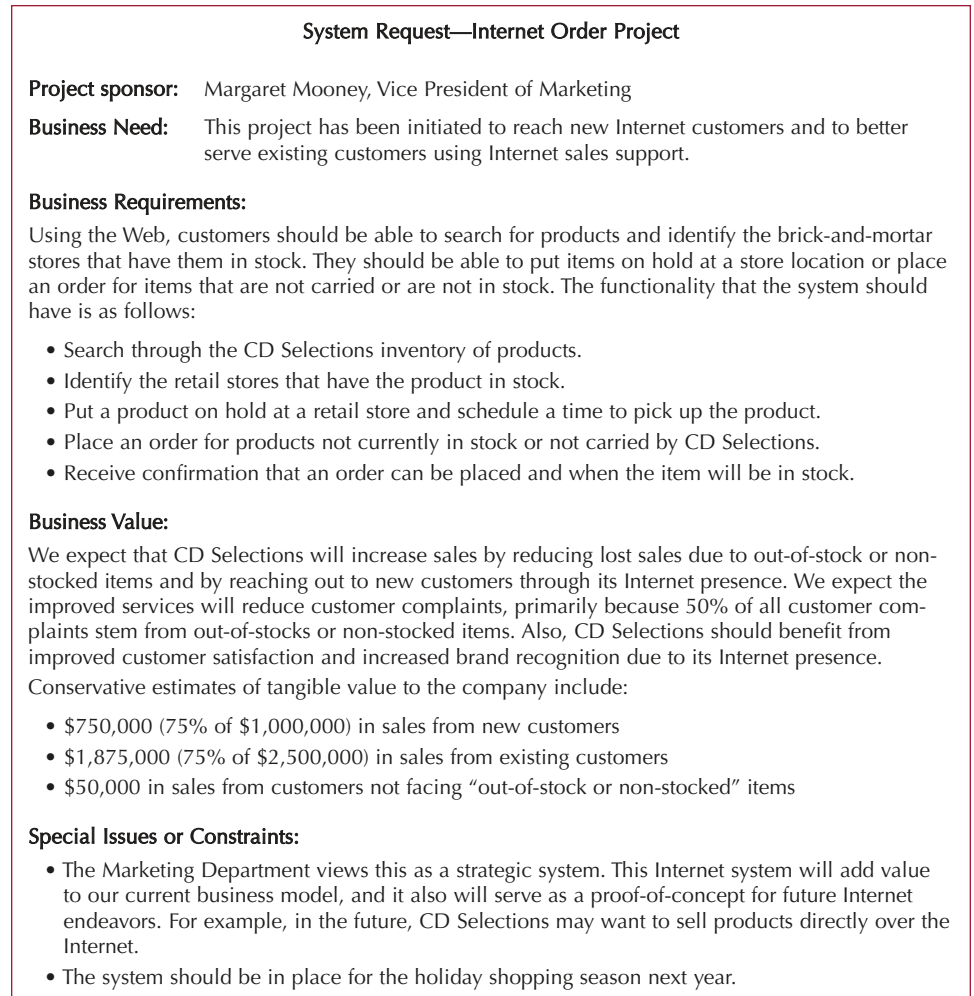 System Request—Internet Order Project
Project sponsor: Margaret Mooney, Vice President of Marketing
Business Need: This project has been initiated to reach new Internet customers and to better
serve existing customers using Internet sales support.
Business Requirements:
Using the Web, customers should be able to search for products and identify the brick-and-mortar
stores that have them in stock. They should be able to put items on hold at a store location or place
an order for items that are not carried or are not in stock. The functionality that the system should
have is as follows:
• Search through the CD Selections inventory of products.
• Identify the retail stores that have the product in stock.
• Put a product on hold at a retail store and schedule a time to pick up the product.
• Place an order for products not currently in stock or not carried by CD Selections.
• Receive confirmation that an order can be placed and when the item will be in stock.
Business Value:
We expect that CD Selections will increase sales by reducing lost sales due to out-of-stock or non-
stocked items and by reaching out to new customers through its Internet presence. We expect the
improved services will reduce customer complaints, primarily because 50% of all customer com-
plaints stem from out-of-stocks or non-stocked items. Also, CD Selections should benefit from
improved customer satisfaction and increased brand recognition due to its Internet presence.
Conservative estimates of tangible value to the company include:
• $750,000 (75% of $1,000,000) in sales from new customers
• $1,875,000 (75% of $2,500,000) in sales from existing customers
• $50,000 in sales from customers not facing “out-of-stock or non-stocked” items
Special Issues or Constraints:
• The Marketing Department views this as a strategic system. This Internet system will add value
to our current business model, and it also will serve as a proof-of-concept for future Internet
endeavors. For example, in the future, CD Selections may want to sell products directly over the
Internet.
• The system should be in place for the holiday shopping season next year.